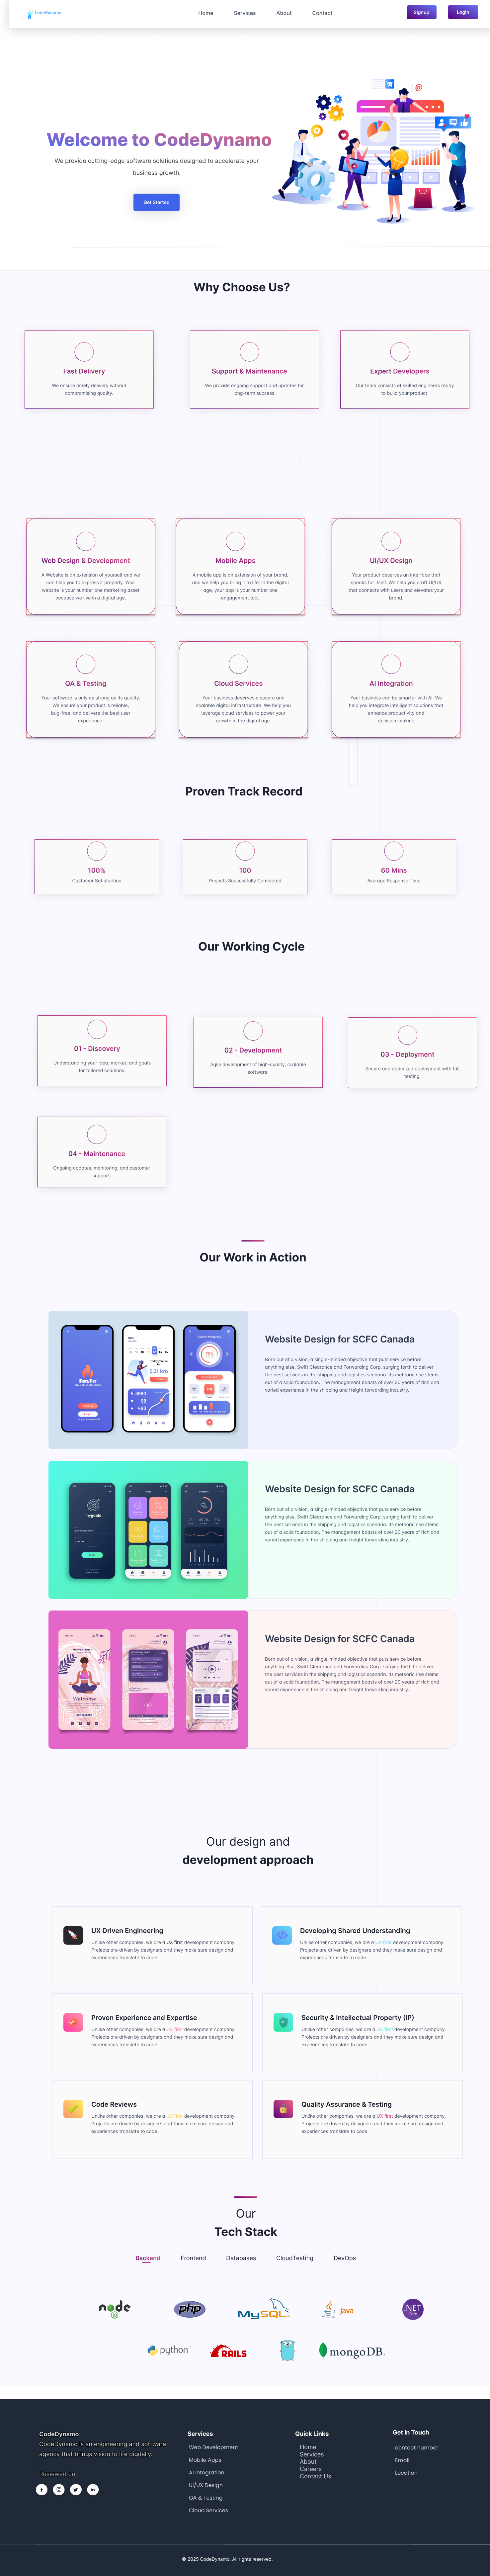 CodeDynamo
Home
Services
About
Contact
Signup
Login
Welcome to CodeDynamo
We provide cutting-edge software solutions designed to accelerate your
business growth.
Get Started
Why Choose Us?
Fast Delivery
We ensure timely delivery without
compromising quality.
Support & Maintenance
We provide ongoing support and updates for
long-term success.
Expert Developers
Our team consists of skilled engineers ready
to build your product.
Web Design & Development
A Website is an extension of yourself and we
can help you to express it properly. Your
website is your number one marketing asset
because we live in a digital age.
Mobile Apps
A mobile app is an extension of your brand,
and we help you bring it to life. In the digital
age, your app is your number one
engagement tool.
UI/UX Design
Your product deserves an interface that
speaks for itself. We help you craft UI/UX
that connects with users and elevates your
brand.
QA & Testing
Your software is only as strong as its quality.
We ensure your product is reliable,
bug-free, and delivers the best user
experience.
Cloud Services
Your business deserves a secure and
scalable digital infrastructure. We help you
leverage cloud services to power your
growth in the digital age.
AI Integration
Your business can be smarter with AI. We
help you integrate intelligent solutions that
enhance productivity and
decision-making.
Proven Track Record
100%
Customer Satisfaction
100
Projects Successfully Completed
60 Mins
Average Response Time
Our Working Cycle
01 - Discovery
Understanding your idea, market, and goals
for tailored solutions.
02 - Development
Agile development of high-quality, scalable
software.
03 - Deployment
Secure and optimized deployment with full
testing.
04 - Maintenance
Ongoing updates, monitoring, and customer
support.
Our Work in Action
Website Design for SCFC Canada
Born out of a vision, a single-minded objective that puts service before
anything else, Swift Clearance and Forwarding Corp. surging forth to deliver
the best services in the shipping and logistics scenario. Its meteoric rise stems
out of a solid foundation. The management boasts of over 20 years of rich and
varied experience in the shipping and freight forwarding industry.
Website Design for SCFC Canada
Born out of a vision, a single-minded objective that puts service before
anything else, Swift Clearance and Forwarding Corp. surging forth to deliver
the best services in the shipping and logistics scenario. Its meteoric rise stems
out of a solid foundation. The management boasts of over 20 years of rich and
varied experience in the shipping and freight forwarding industry.
Website Design for SCFC Canada
Born out of a vision, a single-minded objective that puts service before
anything else, Swift Clearance and Forwarding Corp. surging forth to deliver
the best services in the shipping and logistics scenario. Its meteoric rise stems
out of a solid foundation. The management boasts of over 20 years of rich and
varied experience in the shipping and freight forwarding industry.
Welcome
Our design and
development approach
UX Driven Engineering
Unlike other companies, we are a UX first development company.
Projects are driven by designers and they make sure design and
experiences translate to code.
Developing Shared Understanding
Unlike other companies, we are a UX first development company.
Projects are driven by designers and they make sure design and
experiences translate to code.
Proven Experience and Expertise
Unlike other companies, we are a UX first development company.
Projects are driven by designers and they make sure design and
experiences translate to code.
Security & Intellectual Property (IP)
Unlike other companies, we are a UX first development company.
Projects are driven by designers and they make sure design and
experiences translate to code.
Code Reviews
Unlike other companies, we are a UX first development company.
Projects are driven by designers and they make sure design and
experiences translate to code.
Quality Assurance & Testing
Unlike other companies, we are a UX first development company.
Projects are driven by designers and they make sure design and
experiences translate to code.
Our
Tech Stack
Backend
Frontend
Databases
CloudTesting
DevOps
node
php
MySQL
Java
.NET
Core
python
RAILS
mongoDB
CodeDynamo
CodeDynamo is an engineering and software
agency that brings vision to life digitally.
Reviewed on
Services
Web Development
Mobile Apps
AI Integration
UI/UX Design
QA & Testing
Cloud Services
Quick Links
Home
Services
About
Careers
Contact Us
Get In Touch
contact number
Email
Location
© 2025 CodeDynamo. All rights reserved.